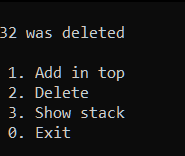 32 was deleted
1. Add in top
2. Delete
3. Show stack
0. Exit